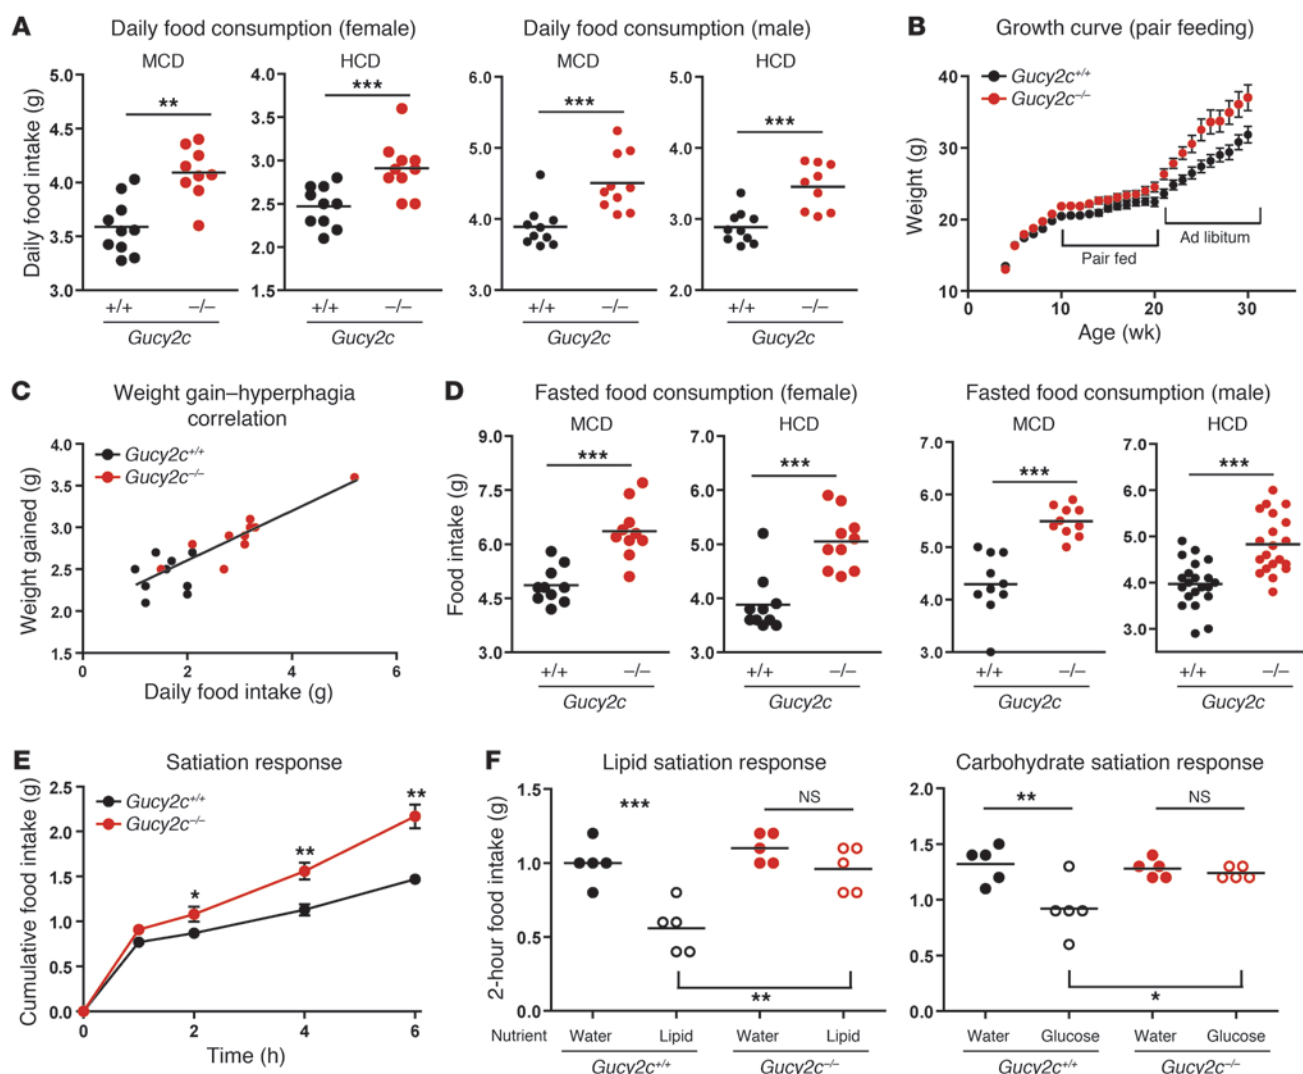 A
Daily food consumption (female)
MCD
HCD
Daily food intake (g)
5.0
4.5
4.0
3.5
3.0
**
+/+
–/–
Gucy2c
4.0
3.5
3.0
2.5
2.0
1.5
***
+/+
–/–
Gucy2c
Daily food consumption (male)
MCD
HCD
6.0
5.0
4.0
3.0
***
+/+
–/–
Gucy2c
5.0
4.0
3.0
2.0
***
+/+
–/–
Gucy2c
B
Growth curve (pair feeding)
Gucy2c+/+
Gucy2c–/–
Weight (g)
40
30
20
10
Pair fed
Ad libitum
0
10
20
30
Age (wk)
C
Weight gain–hyperphagia
correlation
Gucy2c+/+
Gucy2c–/–
Weight gained (g)
4.0
3.5
3.0
2.5
2.0
1.5
0
2
4
6
Daily food intake (g)
D
Fasted food consumption (female)
MCD
HCD
Food intake (g)
9.0
7.5
6.0
4.5
3.0
***
+/+
–/–
Gucy2c
7.0
6.0
5.0
4.0
3.0
***
+/+
–/–
Gucy2c
Fasted food consumption (male)
MCD
HCD
7.0
6.0
5.0
4.0
3.0
***
+/+
–/–
Gucy2c
7.0
6.0
5.0
4.0
3.0
***
+/+
–/–
Gucy2c
E
Satiation response
Gucy2c+/+
Gucy2c–/–
Cumulative food intake (g)
2.5
2.0
1.5
1.0
0.5
0.0
*
**
**
0
2
4
6
Time (h)
F
Lipid satiation response
2-hour food intake (g)
1.5
1.0
0.5
0.0
***
NS
**
Nutrient
Water
Lipid
Water
Lipid
Gucy2c+/+
Gucy2c–/–
Carbohydrate satiation response
2.0
1.5
1.0
0.5
0.0
**
NS
*
Water
Glucose
Water
Glucose
Gucy2c+/+
Gucy2c–/–